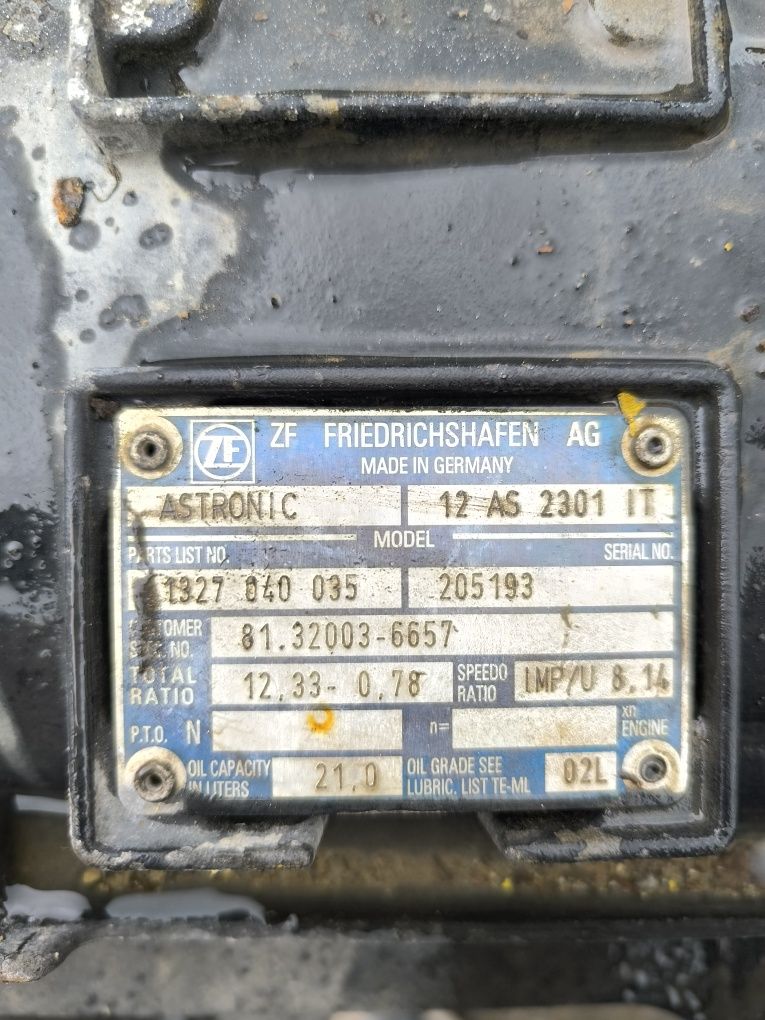 ZF ZF FRIEDRICHSHAFEN AG
MADE IN GERMANY
ASTRONIC 12 AS 2301 IT
MODEL
PARTS LIST NO. SERIAL NO.
1327 040 035 205193
CUSTOMER SPEC. NO. 81.32003-6657
TOTAL RATIO 12,33- 0,78 SPEEDO RATIO IMP/U 8,14
P.T.O. N n= xn ENGINE
OIL CAPACITY IN LITERS 21,0 OIL GRADE SEE LUBRIC. LIST TE-ML 02L